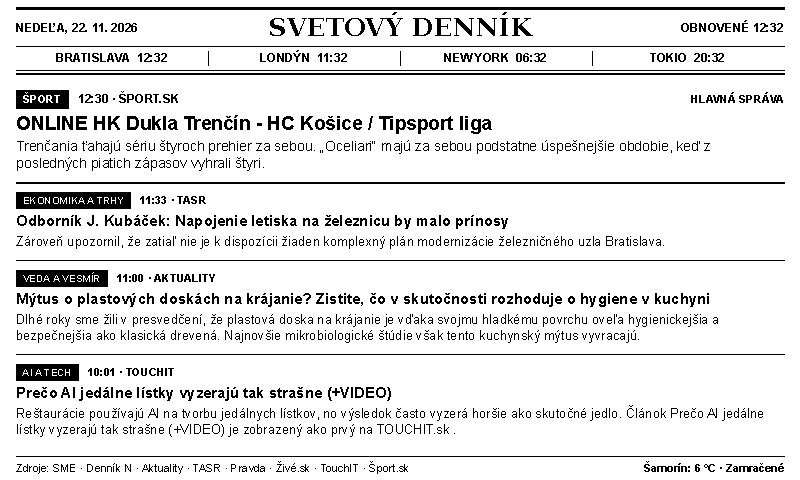 NEDEĽA, 22. 11. 2026
SVETOVÝ DENNÍK
OBNOVENÉ 12:32
BRATISLAVA 12:32
LONDÝN 11:32
NEW YORK 06:32
TOKIO 20:32
ŠPORT 12:30 · ŠPORT.SK
HLAVNÁ SPRÁVA
ONLINE HK Dukla Trenčín - HC Košice / Tipsport liga
Trenčania ťahajú sériu štyroch prehier za sebou. „Oceliari“ majú za sebou podstatne úspešnejšie obdobie, keď z
posledných piatich zápasov vyhrali štyri.
EKONOMIKA A TRHY 11:33 · TASR
Odborník J. Kubáček: Napojenie letiska na železnicu by malo prínosy
Zároveň upozornil, že zatiaľ nie je k dispozícii žiaden komplexný plán modernizácie železničného uzla Bratislava.
VEDA A VESMÍR 11:00 · AKTUALITY
Mýtus o plastových doskách na krájanie? Zistite, čo v skutočnosti rozhoduje o hygiene v kuchyni
Dlhé roky sme žili v presvedčení, že plastová doska na krájanie je vďaka svojmu hladkému povrchu oveľa hygienickejšia a
bezpečnejšia ako klasická drevená. Najnovšie mikrobiologické štúdie však tento kuchynský mýtus vyvracajú.
AI A TECH 10:01 · TOUCHIT
Prečo AI jedálne lístky vyzerajú tak strašne (+VIDEO)
Reštaurácie používajú AI na tvorbu jedálnych lístkov, no výsledok často vyzerá horšie ako skutočné jedlo. Článok Prečo AI jedálne
lístky vyzerajú tak strašne (+VIDEO) je zobrazený ako prvý na TOUCHIT.sk .
Zdroje: SME · Denník N · Aktuality · TASR · Pravda · Živé.sk · TouchIT · Šport.sk
Šamorín: 6 °C · Zamračené